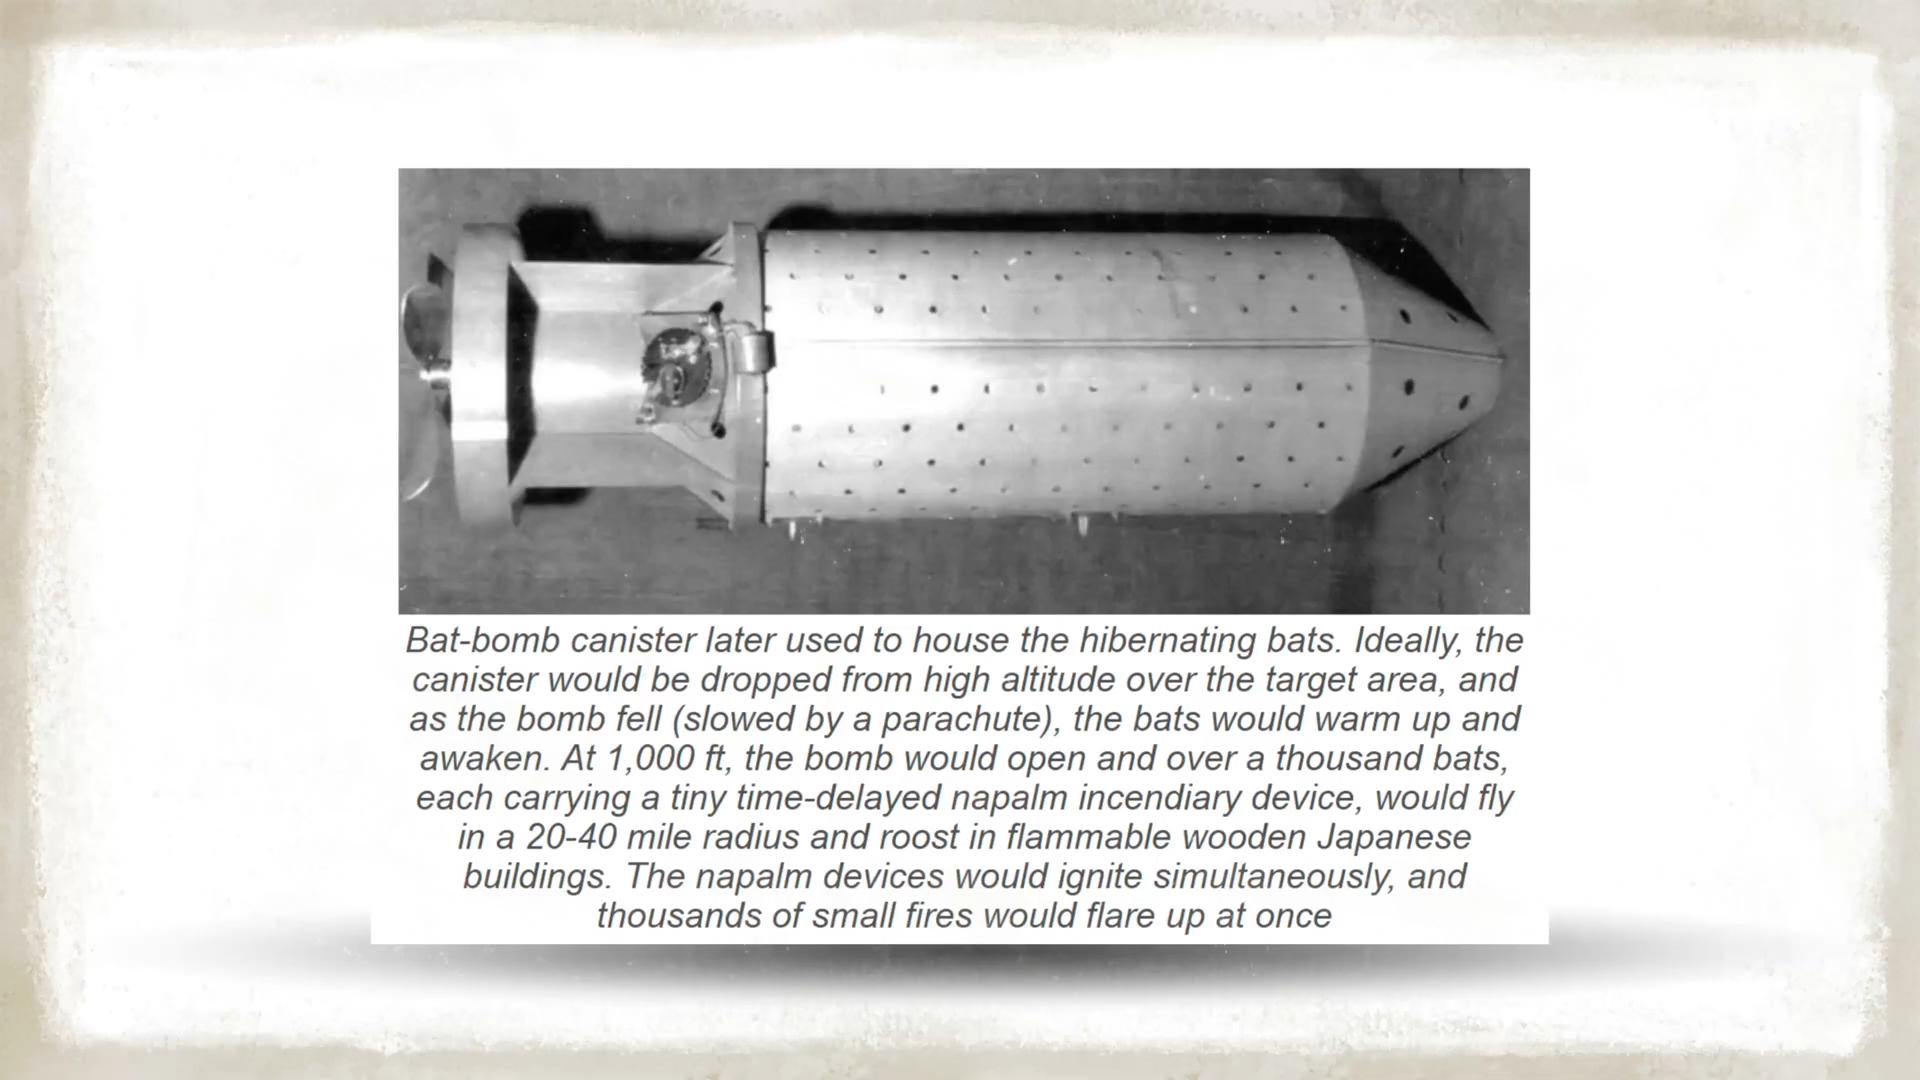 Bat-bomb canister later used to house the hibernating bats. Ideally, the
canister would be dropped from high altitude over the target area, and
as the bomb fell (slowed by a parachute), the bats would warm up and
awaken. At 1,000 ft, the bomb would open and over a thousand bats,
each carrying a tiny time-delayed napalm incendiary device, would fly
in a 20-40 mile radius and roost in flammable wooden Japanese
buildings. The napalm devices would ignite simultaneously, and
thousands of small fires would flare up at once